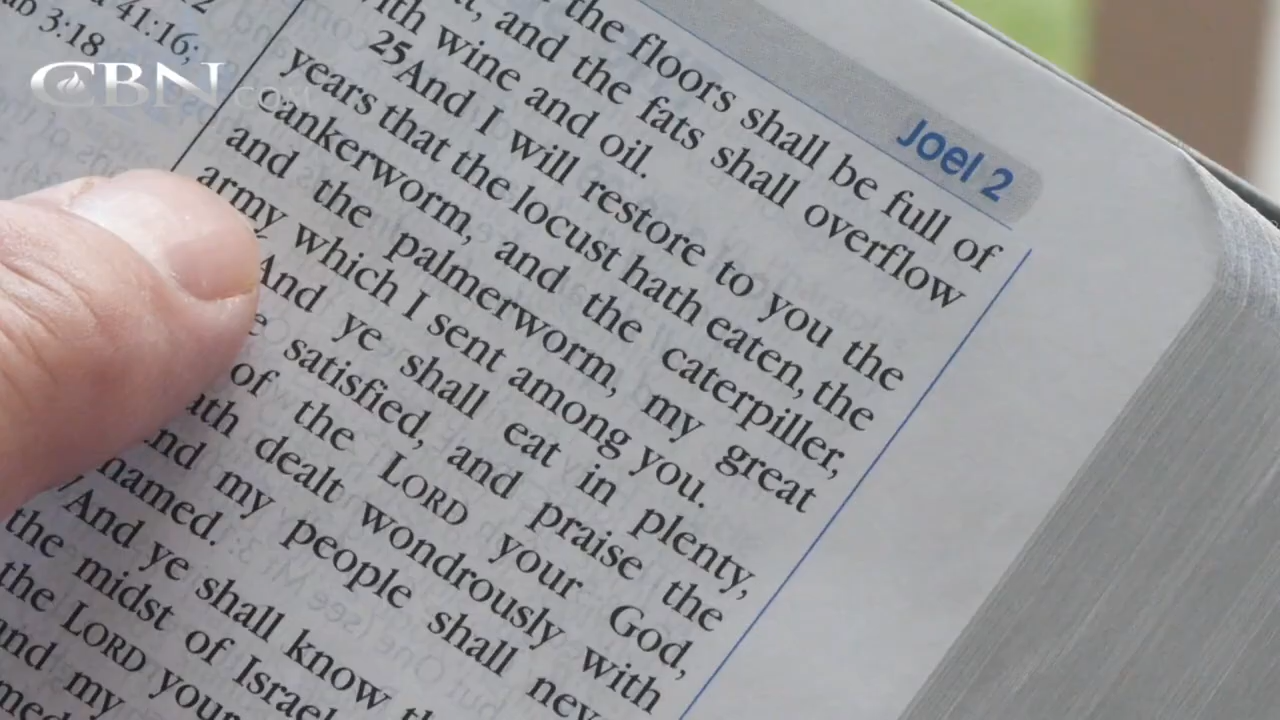 41:16;
3:18
CBN.COM
Joel 2
the floors shall be full of
and the fats shall overflow
with wine and oil.
25 And I will restore to you the
years that the locust hath eaten, the
cankerworm, and the caterpiller,
and the palmerworm, my great
army which I sent among you.
And ye shall eat in plenty,
satisfied, and praise the
of the LORD your God,
dealt wondrously with
my people shall
named.
And ye shall know
the midst of Israel
the LORD your
and my